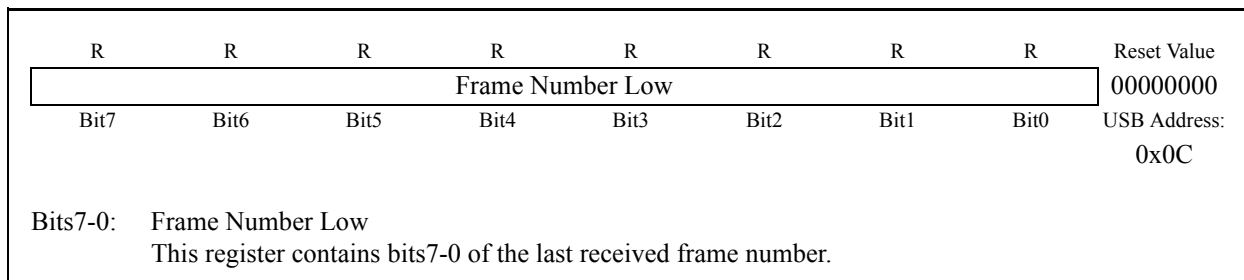 R R R R R R R R Reset Value
Frame Number Low 00000000
Bit7 Bit6 Bit5 Bit4 Bit3 Bit2 Bit1 Bit0 USB Address:
0x0C
Bits7-0: Frame Number Low
This register contains bits7-0 of the last received frame number.